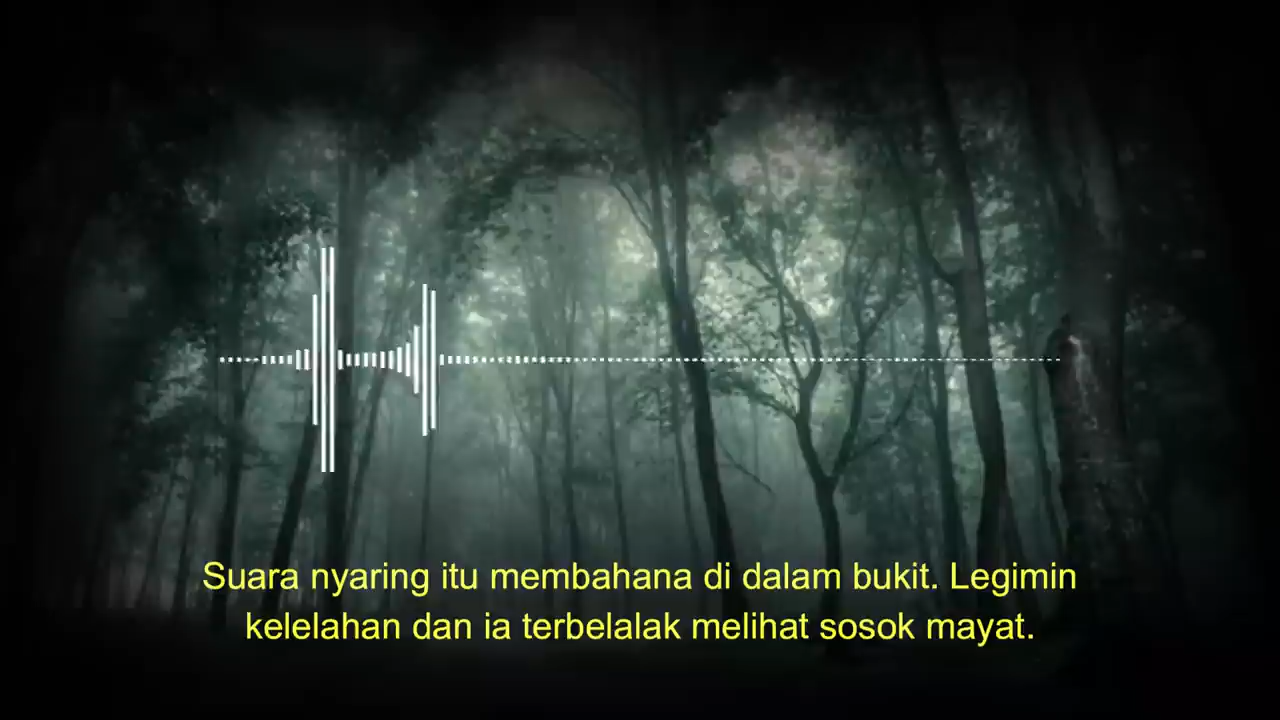 Suara nyaring itu membahana di dalam bukit. Legimin
kelelahan dan ia terbelalak melihat sosok mayat.